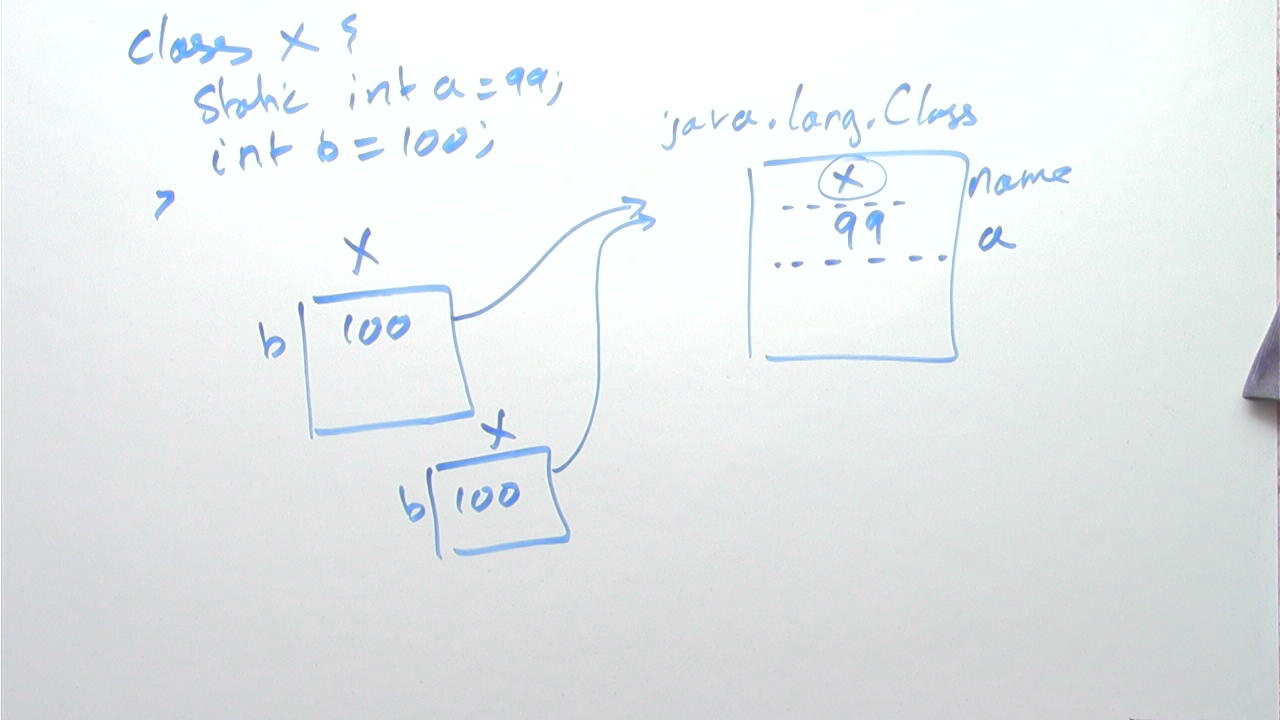 class X {
static int a = 99;
int b = 100;
}
java.lang.Class
X name
99 a
X
b 100
X
b 100